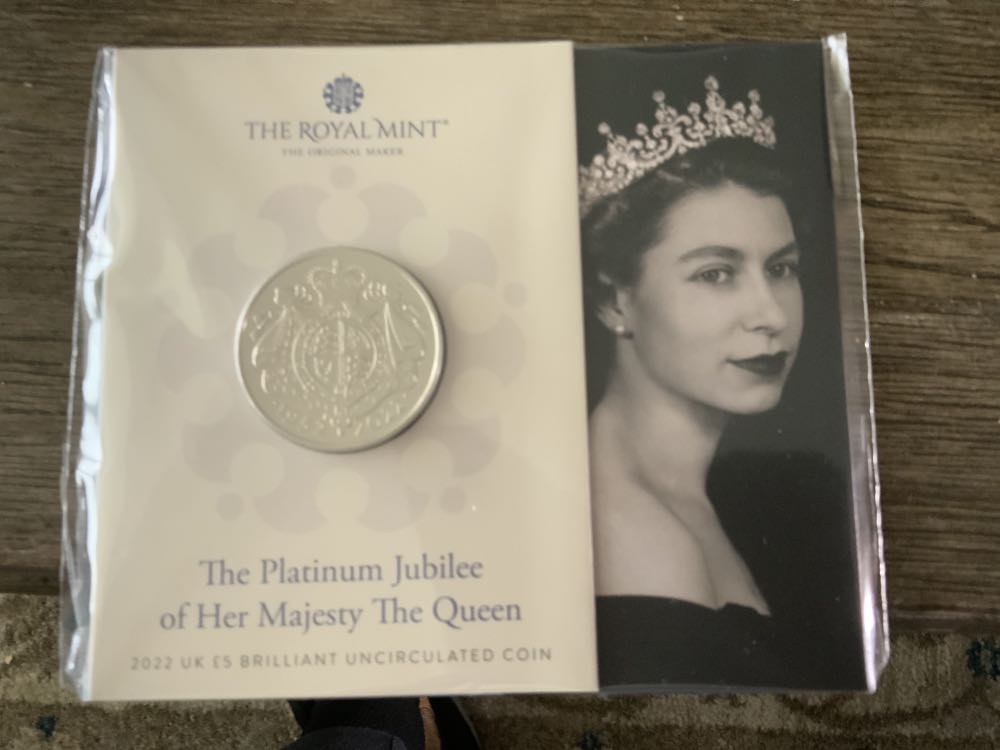 THE ROYAL MINT®
THE ORIGINAL MAKER
The Platinum Jubilee
of Her Majesty The Queen
2022 UK £5 BRILLIANT UNCIRCULATED COIN